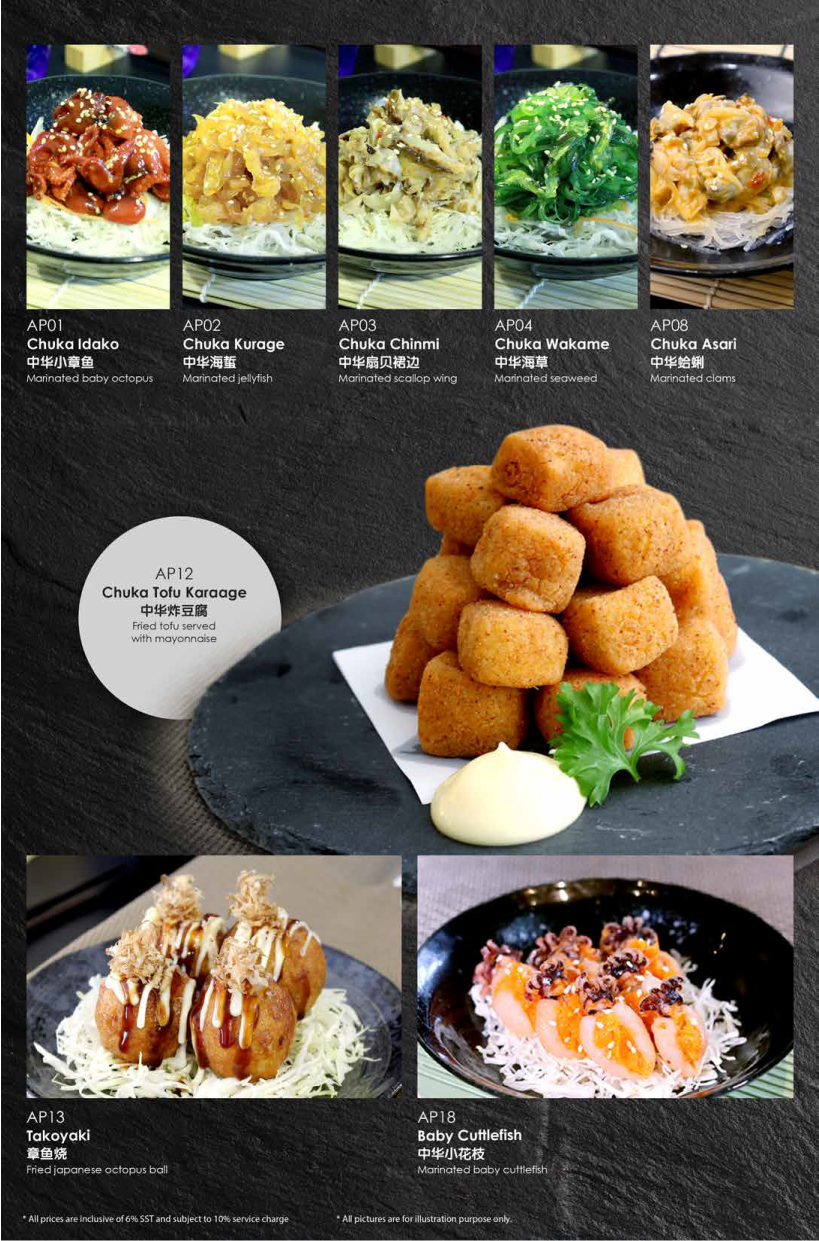 AP01
Chuka Idako
中华小章鱼
Marinated baby octopus
AP02
Chuka Kurage
中华海蜇
Marinated jellyfish
AP03
Chuka Chinmi
中华扇贝裙边
Marinated scallop wing
AP04
Chuka Wakame
中华海草
Marinated seaweed
AP08
Chuka Asari
中华蛤蜊
Marinated clams
AP12
Chuka Tofu Karaage
中华炸豆腐
Fried tofu served
with mayonnaise
AP13
Takoyaki
章鱼烧
Fried japanese octopus ball
AP18
Baby Cuttlefish
中华小花枝
Marinated baby cuttlefish
* All prices are inclusive of 6% SST and subject to 10% service charge
* All pictures are for illustration purpose only.